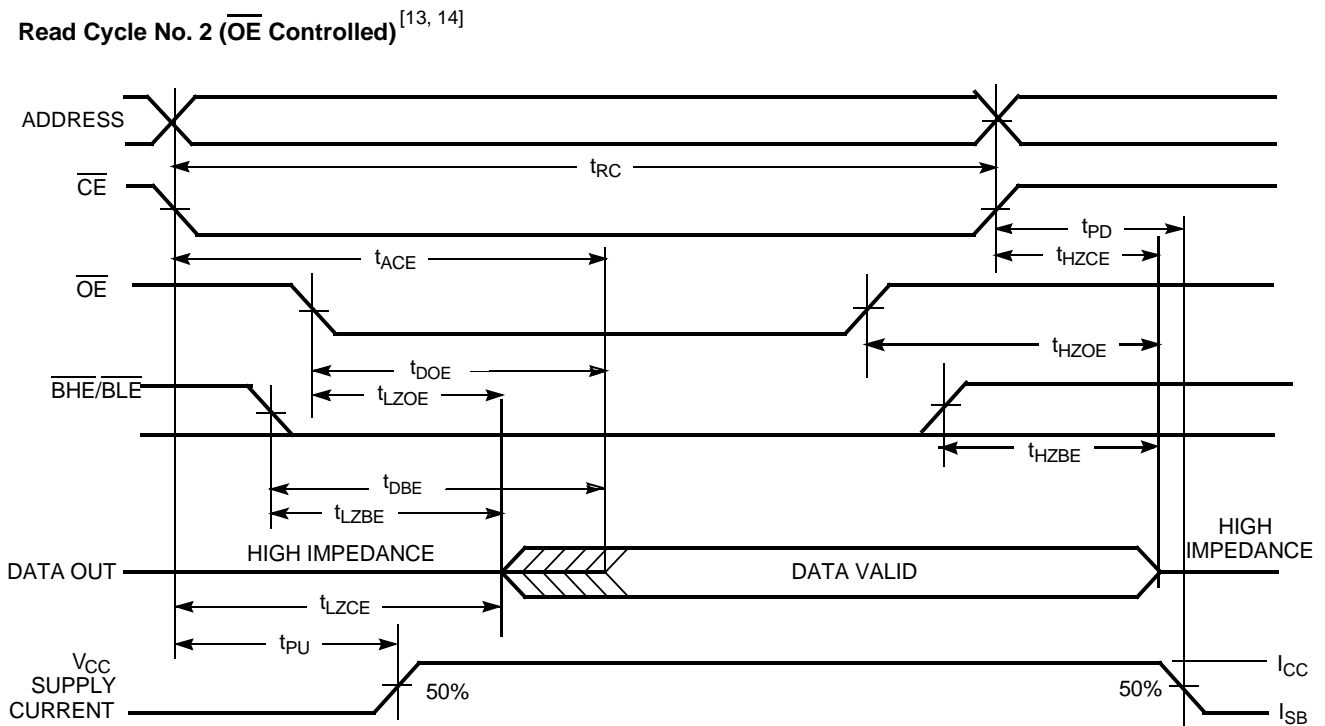 Read Cycle No. 2 (OE Controlled)[13, 14]
ADDRESS
tRC
CE
tPD
tACE
tHZCE
OE
tHZOE
tDOE
BHE/BLE
tLZOE
tHZBE
tDBE
tLZBE
HIGH IMPEDANCE
HIGH
IMPEDANCE
DATA OUT
DATA VALID
tLZCE
tPU
VCC
SUPPLY
CURRENT
50%
50%
ICC
ISB